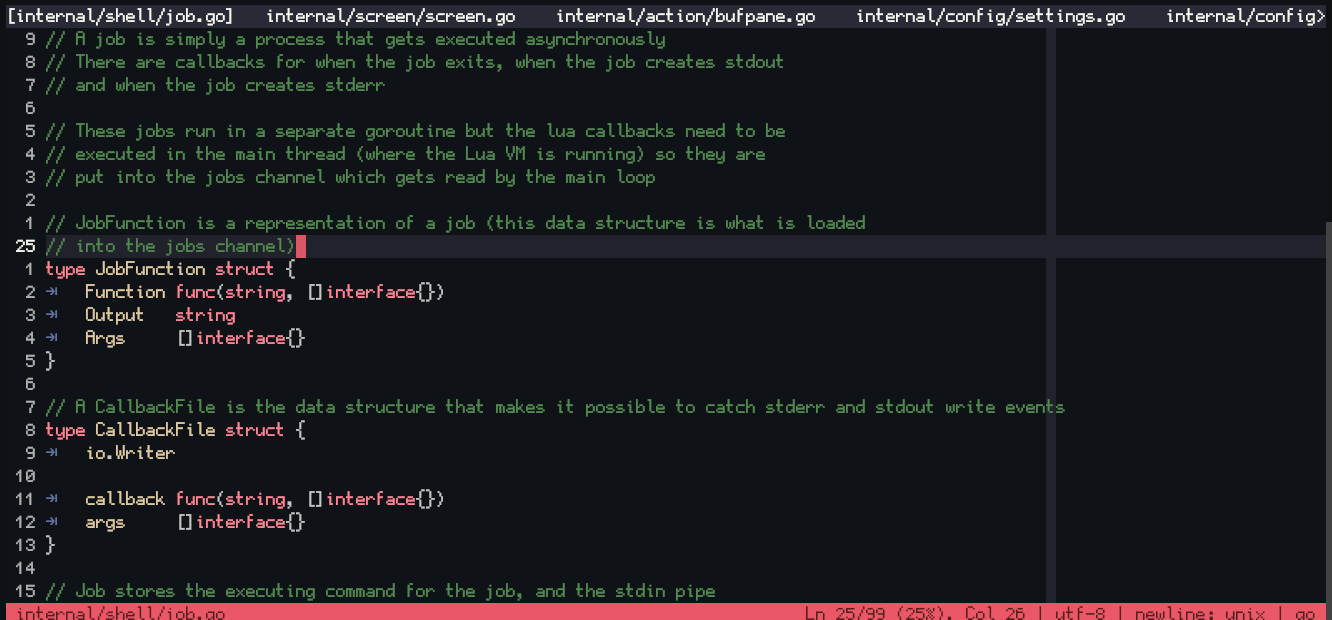 [internal/shell/job.go]   internal/screen/screen.go    internal/action/bufpane.go    internal/config/settings.go    internal/config>
9 // A job is simply a process that gets executed asynchronously
8 // There are callbacks for when the job exits, when the job creates stdout
7 // and when the job creates stderr
6
5 // These jobs run in a separate goroutine but the lua callbacks need to be
4 // executed in the main thread (where the Lua VM is running) so they are
3 // put into the jobs channel which gets read by the main loop
2
1 // JobFunction is a representation of a job (this data structure is what is loaded
25 // into the jobs channel)
1 type JobFunction struct {
2 ⇥   Function func(string, []interface{})
3 ⇥   Output   string
4 ⇥   Args     []interface{}
5 }
6
7 // A CallbackFile is the data structure that makes it possible to catch stderr and stdout write events
8 type CallbackFile struct {
9 ⇥   io.Writer
10
11 ⇥   callback func(string, []interface{})
12 ⇥   args     []interface{}
13 }
14
15 // Job stores the executing command for the job, and the stdin pipe
internal/shell/job.go    Ln 25/99 (25%), Col 26 | utf-8 | newline: unix | go